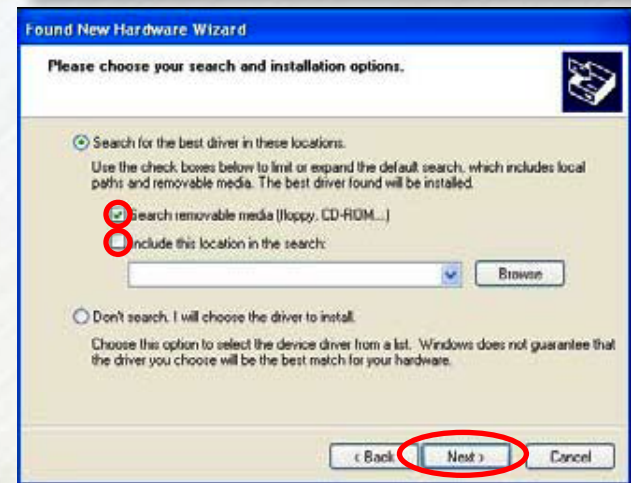 Found New Hardware Wizard
Please choose your search and installation options.
Search for the best driver in these locations.
Use the check boxes below to limit or expand the default search, which includes local
paths and removable media. The best driver found will be installed.
Search removable media (floppy, CD-ROM...)
Include this location in the search:
Browse
Don't search. I will choose the driver to install.
Choose this option to select the device driver from a list. Windows does not guarantee that
the driver you choose will be the best match for your hardware.
< Back Next > Cancel